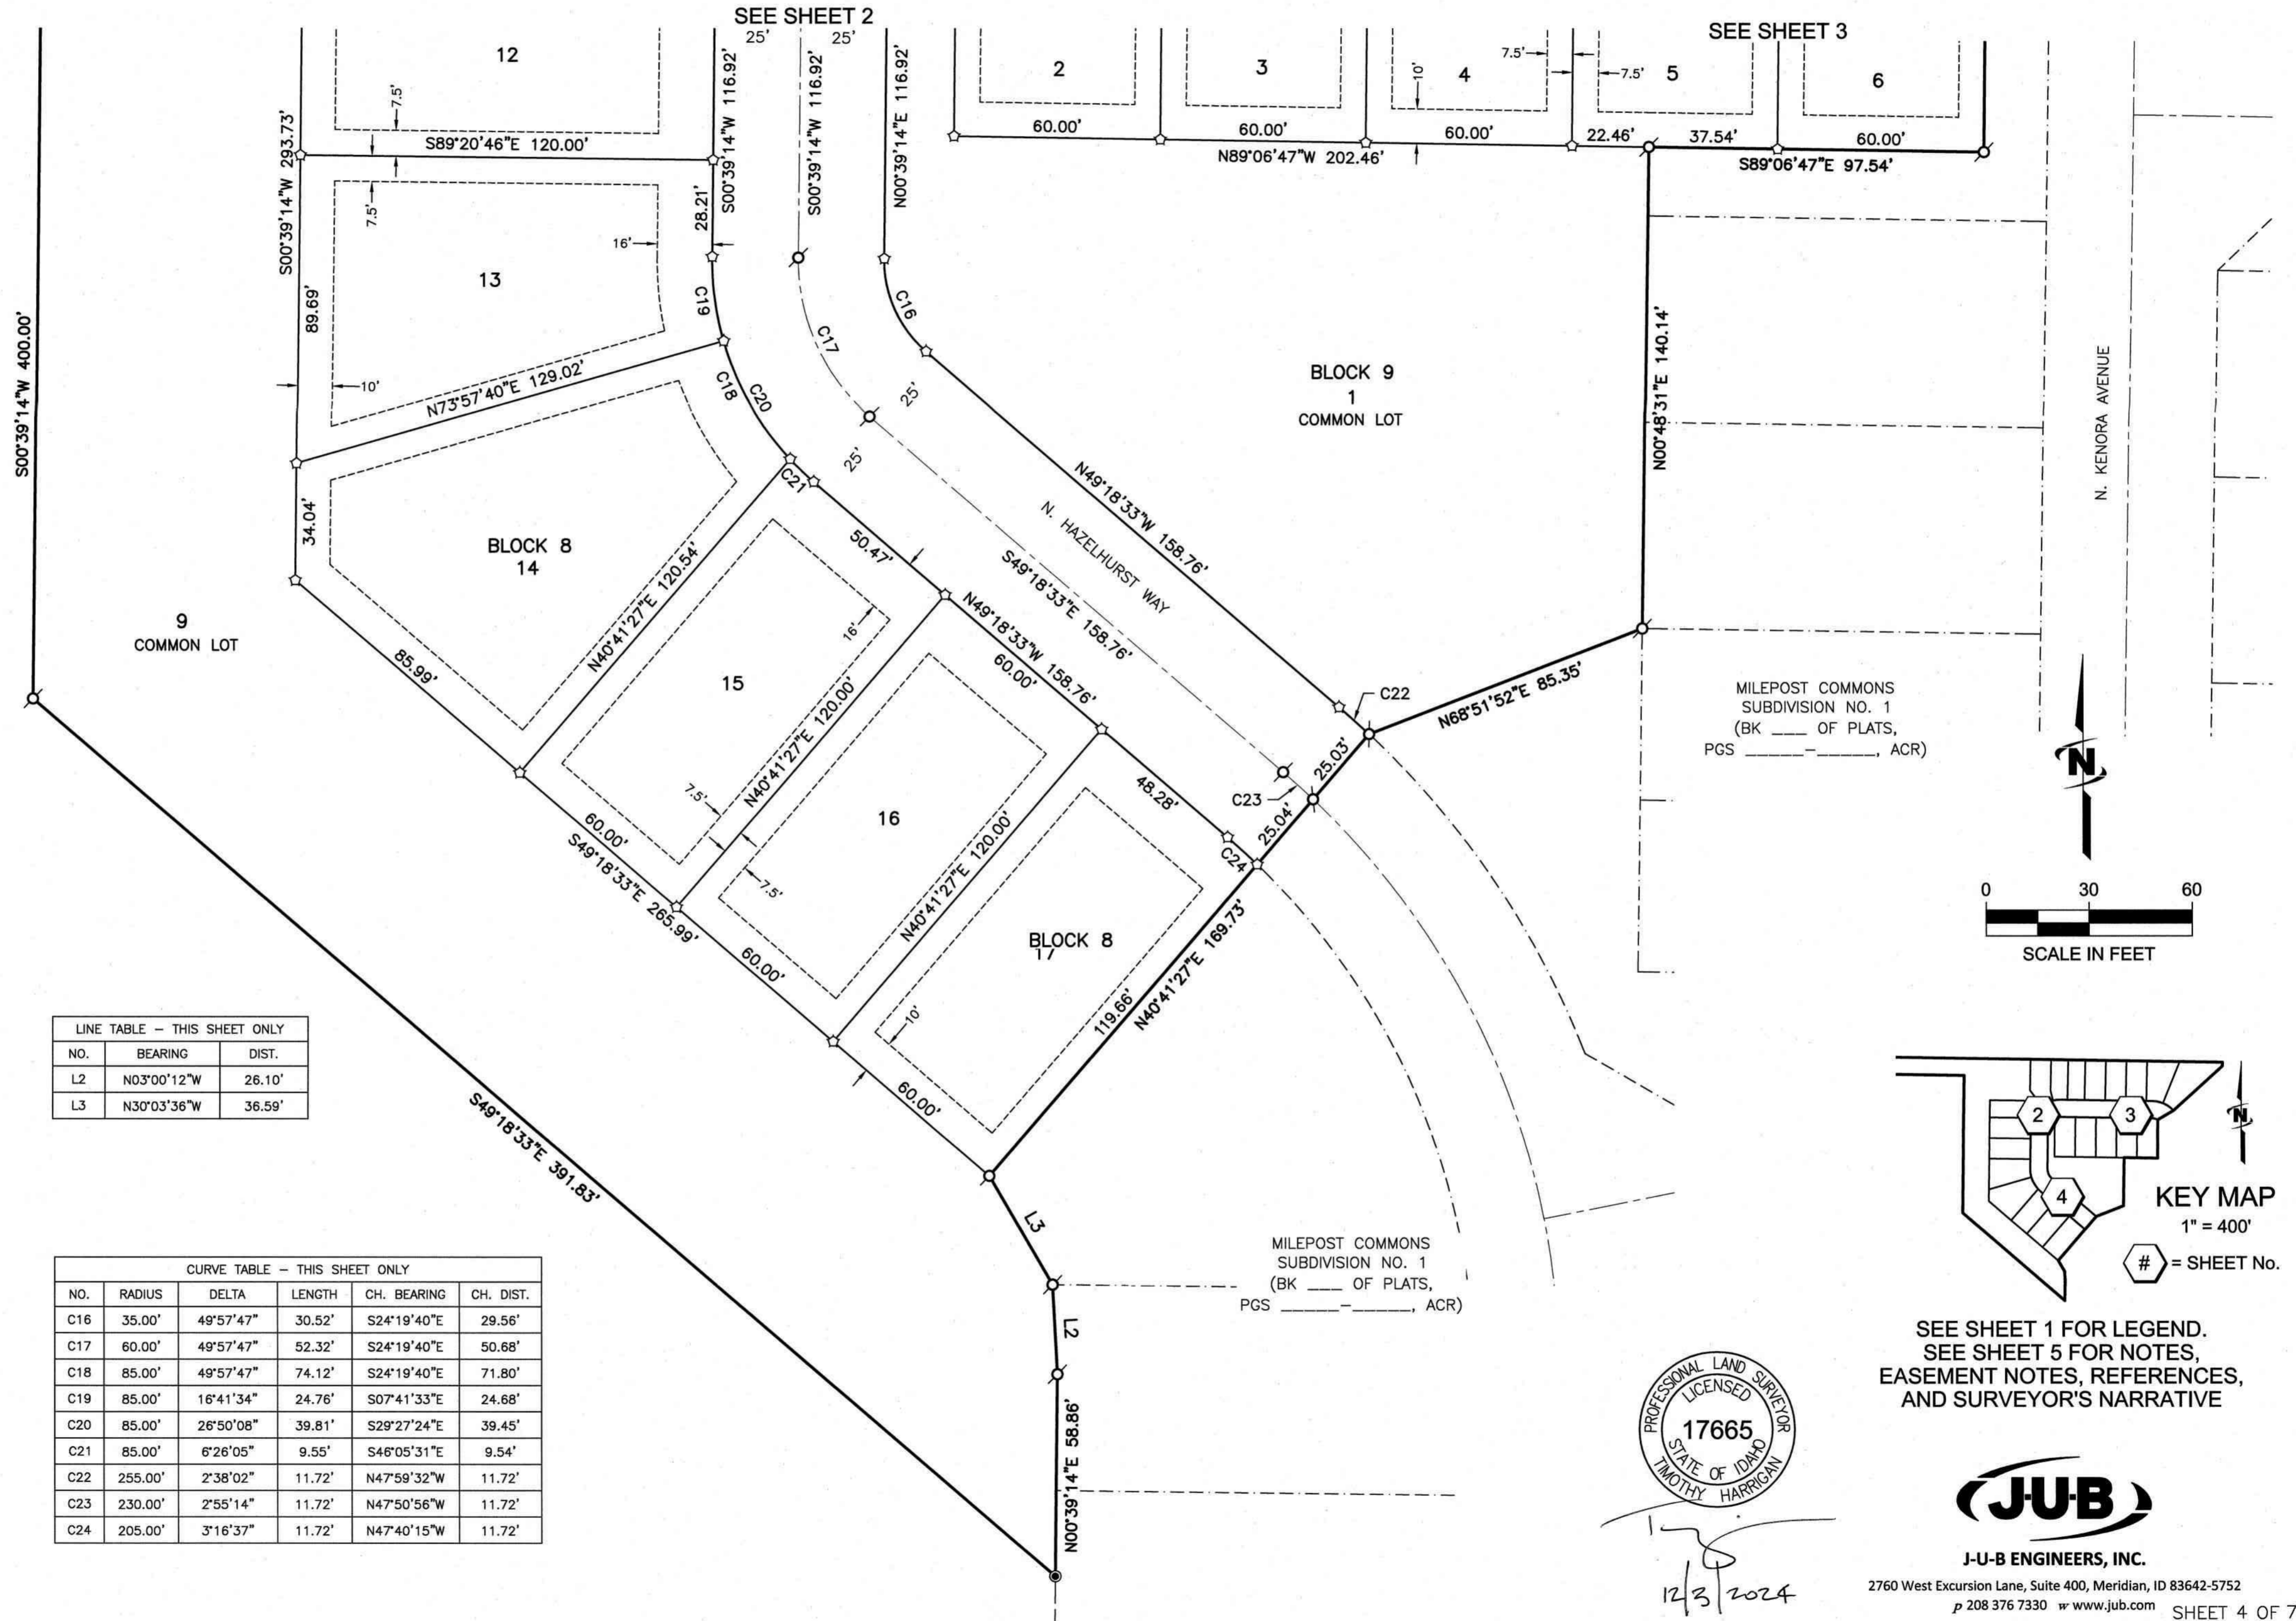 SEE SHEET 2
SEE SHEET 3
25'
25'
12
2
3
4
5
6
7.5'
7.5'
10'
7.5'
S89°20'46"E 120.00'
S00°39'14"W 293.73'
S00°39'14"W 116.92'
S00°39'14"W 116.92'
N00°39'14"E 116.92'
60.00'
60.00'
60.00'
22.46'
37.54'
60.00'
N89°06'47"W 202.46'
S89°06'47"E 97.54'
7.5'
28.21'
16'
13
89.69'
C19
C16
C17
S00°39'14"W 400.00'
10'
N73°57'40"E 129.02'
C18
C20
25'
25'
BLOCK 9
1
COMMON LOT
N00°48'31"E 140.14'
N. KENORA AVENUE
C21
34.04'
BLOCK 8
14
50.47'
N49°18'33"W 158.76'
N. HAZELHURST WAY
S49°18'33"E 158.76'
N40°41'27"E 120.54'
9
COMMON LOT
85.99'
16'
15
N49°18'33"W 158.76'
60.00'
C22
N68°51'52"E 85.35'
MILEPOST COMMONS
SUBDIVISION NO. 1
(BK ___ OF PLATS,
PGS _____-_____, ACR)
N40°41'27"E 120.00'
7.5'
25.03'
C23
25.04'
48.28'
C24
16
7.5'
60.00'
S49°18'33"E 265.99'
N40°41'27"E 120.00'
60.00'
BLOCK 8
17
N40°41'27"E 169.73'
119.66'
10'
60.00'
N
0 30 60
SCALE IN FEET
LINE TABLE – THIS SHEET ONLY
NO. BEARING DIST.
L2 N03°00'12"W 26.10'
L3 N30°03'36"W 36.59'
S49°18'33"E 391.83'
L3
L2
N00°39'14"E 58.86'
MILEPOST COMMONS
SUBDIVISION NO. 1
(BK ___ OF PLATS,
PGS _____-_____, ACR)
2
3
4
N
KEY MAP
1" = 400'
# = SHEET No.
CURVE TABLE – THIS SHEET ONLY
NO. RADIUS DELTA LENGTH CH. BEARING CH. DIST.
C16 35.00' 49°57'47" 30.52' S24°19'40"E 29.56'
C17 60.00' 49°57'47" 52.32' S24°19'40"E 50.68'
C18 85.00' 49°57'47" 74.12' S24°19'40"E 71.80'
C19 85.00' 16°41'34" 24.76' S07°41'33"E 24.68'
C20 85.00' 26°50'08" 39.81' S29°27'24"E 39.45'
C21 85.00' 6°26'05" 9.55' S46°05'31"E 9.54'
C22 255.00' 2°38'02" 11.72' N47°59'32"W 11.72'
C23 230.00' 2°55'14" 11.72' N47°50'56"W 11.72'
C24 205.00' 3°16'37" 11.72' N47°40'15"W 11.72'
SEE SHEET 1 FOR LEGEND.
SEE SHEET 5 FOR NOTES,
EASEMENT NOTES, REFERENCES,
AND SURVEYOR'S NARRATIVE
PROFESSIONAL LAND SURVEYOR
LICENSED
17665
STATE OF IDAHO
TIMOTHY HARRIGAN
12/3/2024
J-U-B
J-U-B ENGINEERS, INC.
2760 West Excursion Lane, Suite 400, Meridian, ID 83642-5752
p 208 376 7330 w www.jub.com
SHEET 4 OF 7